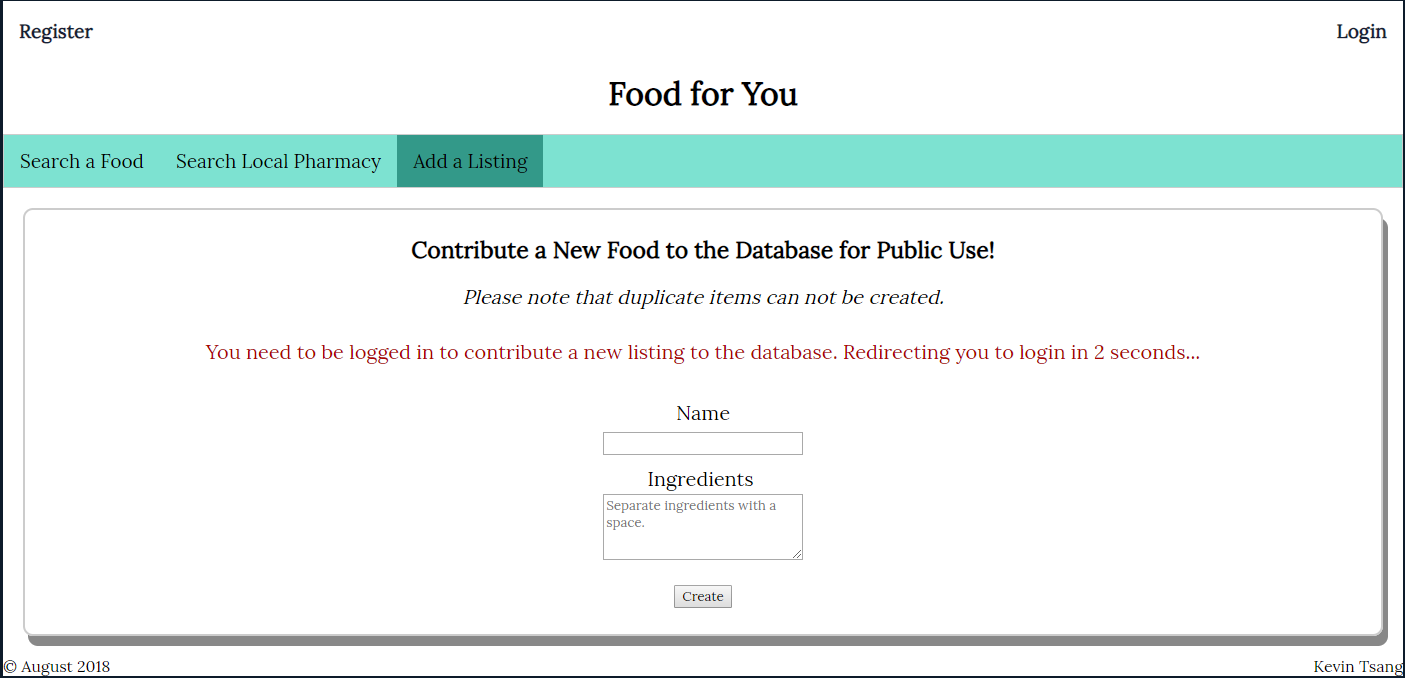 Register
Login
Food for You
Search a Food
Search Local Pharmacy
Add a Listing
Contribute a New Food to the Database for Public Use!
Please note that duplicate items can not be created.
You need to be logged in to contribute a new listing to the database. Redirecting you to login in 2 seconds...
Name
Ingredients
Separate ingredients with a
space.
Create
© August 2018
Kevin Tsang